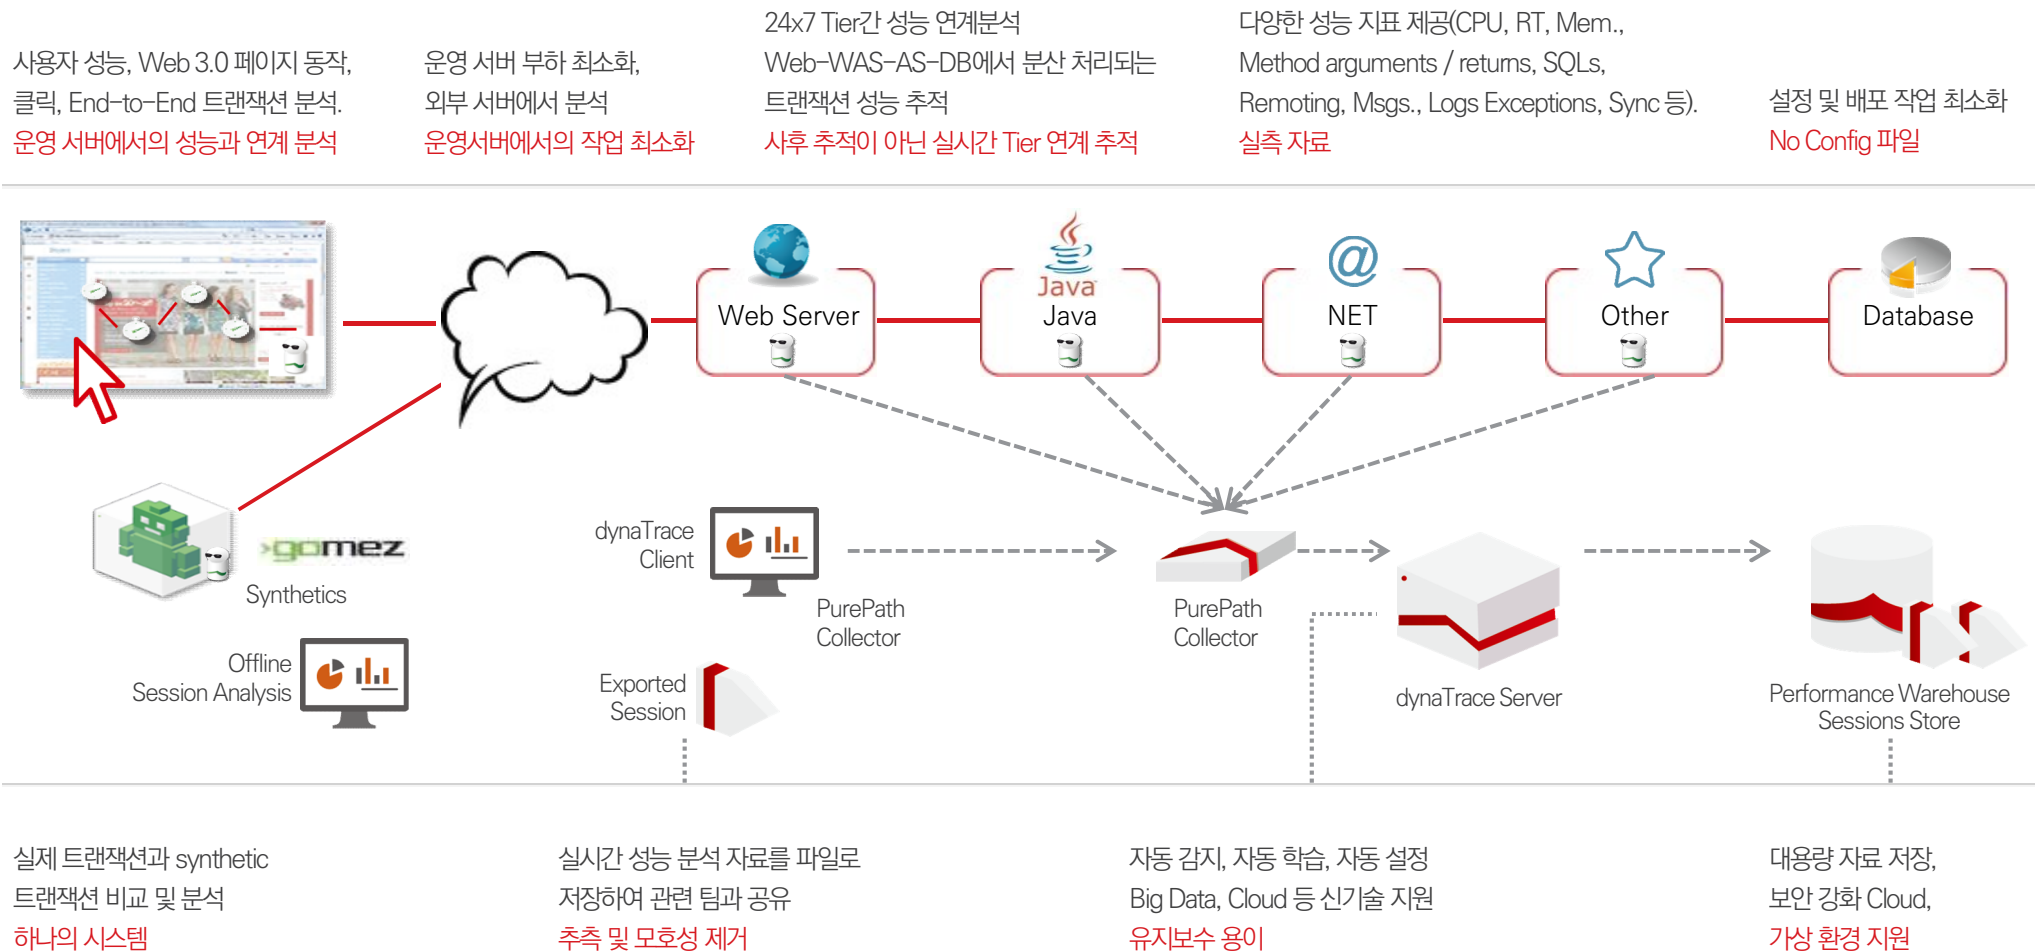 사용자 성능, Web 3.0 페이지 동작,
클릭, End-to-End 트랜잭션 분석.
운영 서버에서의 성능과 연계 분석
운영 서버 부하 최소화,
외부 서버에서 분석
운영서버에서의 작업 최소화
24x7 Tier간 성능 연계분석
Web-WAS-AS-DB에서 분산 처리되는
트랜잭션 성능 추적
사후 추적이 아닌 실시간 Tier 연계 추적
다양한 성능 지표 제공(CPU, RT, Mem.,
Method arguments / returns, SQLs,
Remoting, Msgs., Logs Exceptions, Sync 등).
실측 자료
설정 및 배포 작업 최소화
No Config 파일
Web Server
Java
Java
@
NET
Other
Database
>gomez
Synthetics
Offline
Session Analysis
dynaTrace
Client
PurePath
Collector
Exported
Session
PurePath
Collector
dynaTrace Server
Performance Warehouse
Sessions Store
실제 트랜잭션과 synthetic
트랜잭션 비교 및 분석
하나의 시스템
실시간 성능 분석 자료를 파일로
저장하여 관련 팀과 공유
추측 및 모호성 제거
자동 감지, 자동 학습, 자동 설정
Big Data, Cloud 등 신기술 지원
유지보수 용이
대용량 자료 저장,
보안 강화 Cloud,
가상 환경 지원